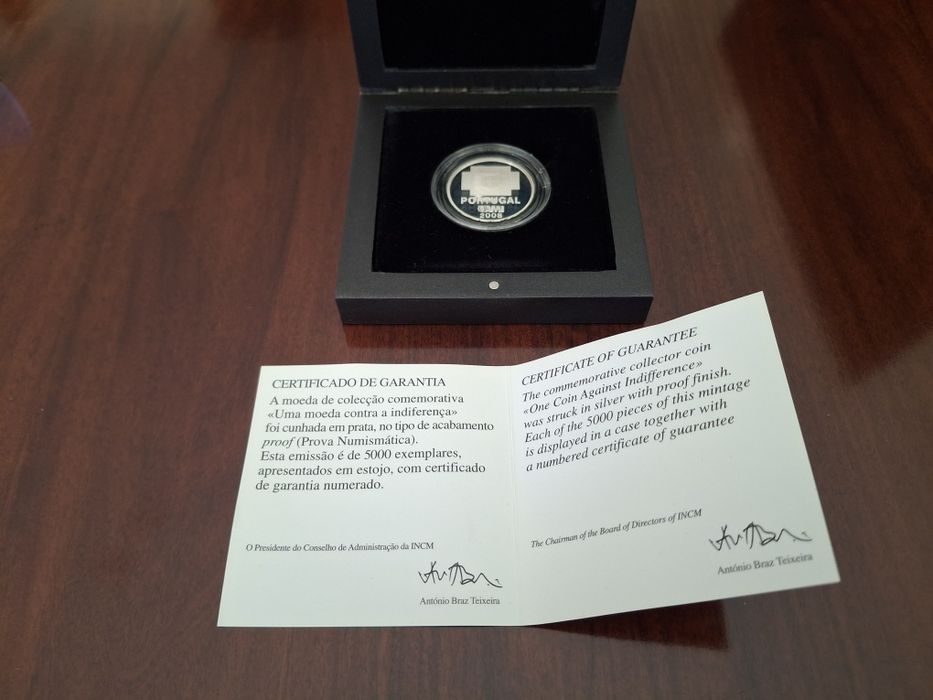 PORTUGAL
2008
CERTIFICADO DE GARANTIA
A moeda de colecção comemorativa
«Uma moeda contra a indiferença»
foi cunhada em prata, no tipo de acabamento
proof (Prova Numismática).
Esta emissão é de 5000 exemplares,
apresentados em estojo, com certificado
de garantia numerado.
O Presidente do Conselho de Administração da INCM
António Braz Teixeira
CERTIFICATE OF GUARANTEE
The commemorative collector coin
«One Coin Against Indifference»
was struck in silver with proof finish.
Each of the 5000 pieces of this mintage
is displayed in a case together with
a numbered certificate of guarantee
The Chairman of the Board of Directors of INCM
António Braz Teixeira